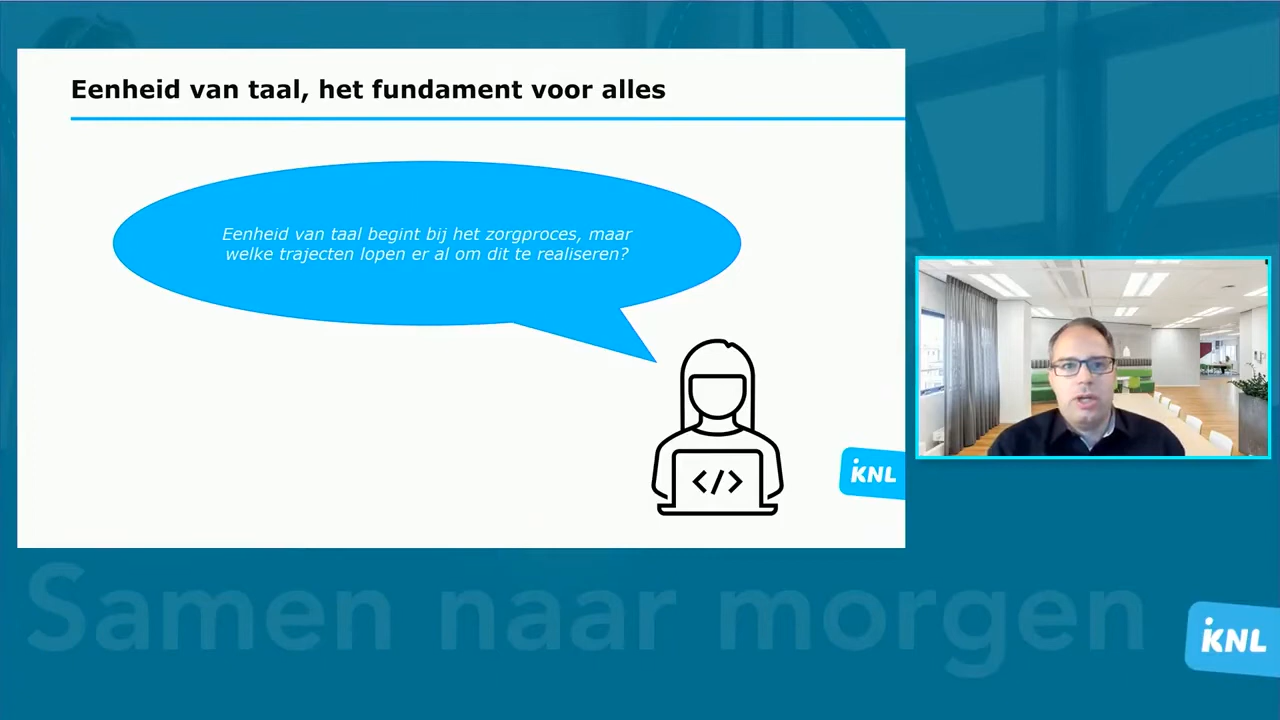 Eenheid van taal, het fundament voor alles
Eenheid van taal begint bij het zorgproces, maar
welke trajecten lopen er al om dit te realiseren?
</>
iKNL
Samen naar morgen
iKNL